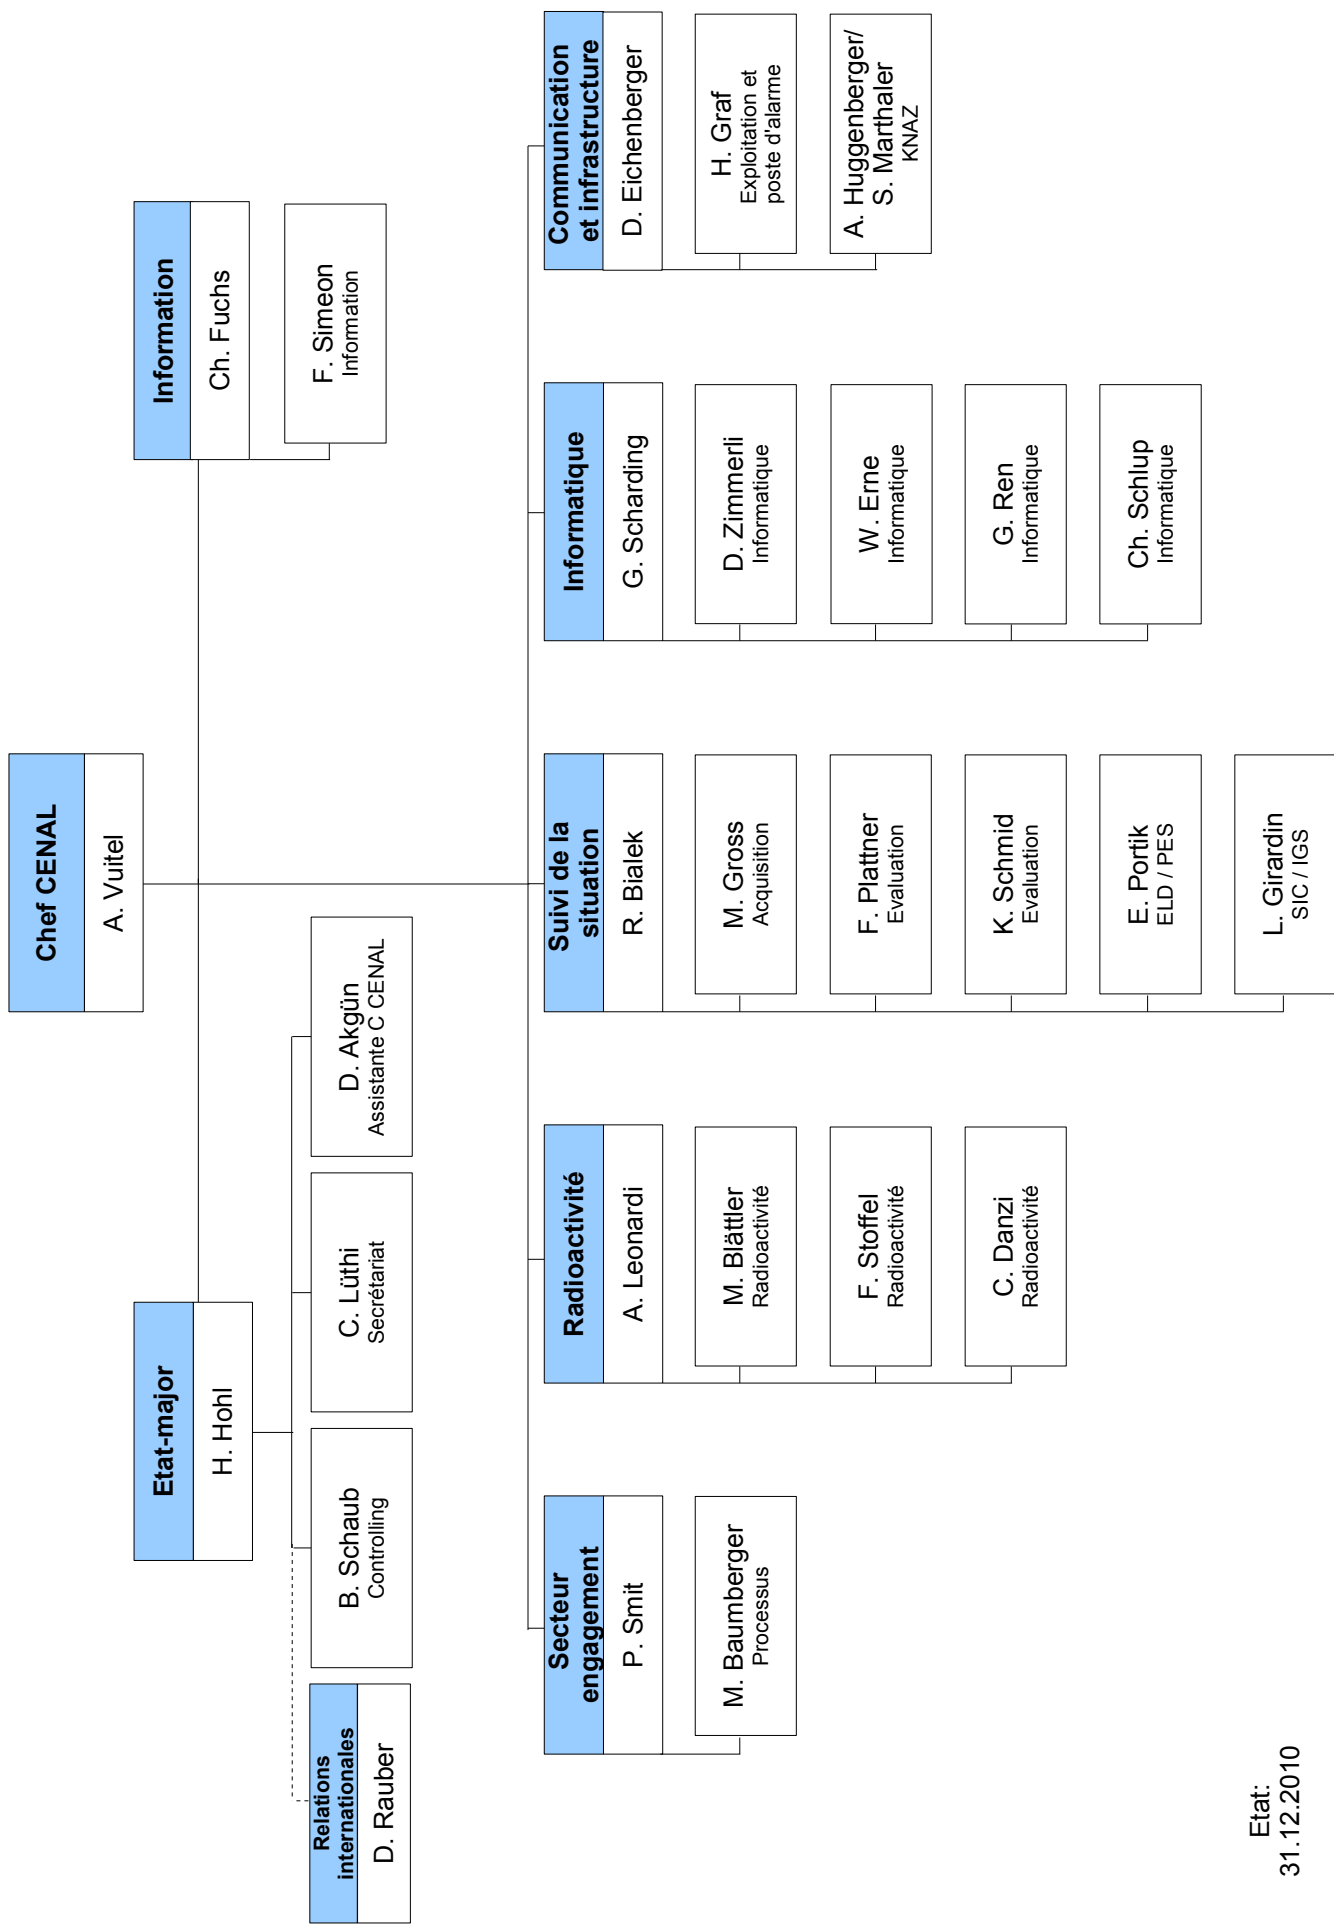 Chef CENAL
A. Vuitel
Etat-major
H. Hohl
Information
Ch. Fuchs
F. Simeon
Information
Relations
internationales
D. Rauber
B. Schaub
Controlling
C. Lüthi
Secrétariat
D. Akgün
Assistante C CENAL
Secteur
engagement
P. Smit
M. Baumberger
Processus
Radioactivité
A. Leonardi
M. Blättler
Radioactivité
F. Stoffel
Radioactivité
C. Danzi
Radioactivité
Suivi de la
situation
R. Bialek
M. Gross
Acquisition
F. Plattner
Evaluation
K. Schmid
Evaluation
E. Portik
ELD / PES
L. Girardin
SIC / IGS
Informatique
G. Scharding
D. Zimmerli
Informatique
W. Erne
Informatique
G. Ren
Informatique
Ch. Schlup
Informatique
Communication
et infrastructure
D. Eichenberger
H. Graf
Exploitation et
poste d'alarme
A. Huggenberger/
S. Marthaler
KNAZ
Etat:
31.12.2010